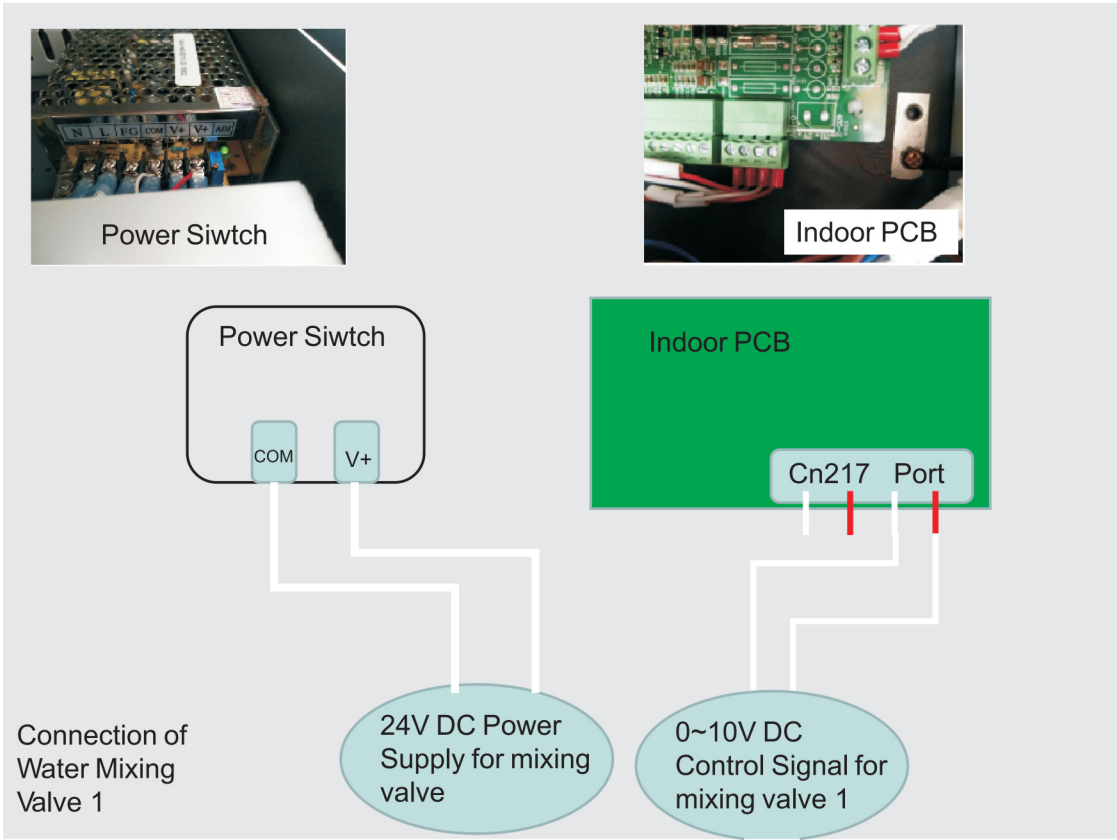 N L FG COM V+ V+ ADJ
Power Siwtch
Indoor PCB
Power Siwtch
COM
V+
Indoor PCB
Cn217 Port
Connection of
Water Mixing
Valve 1
24V DC Power
Supply for mixing
valve
0~10V DC
Control Signal for
mixing valve 1